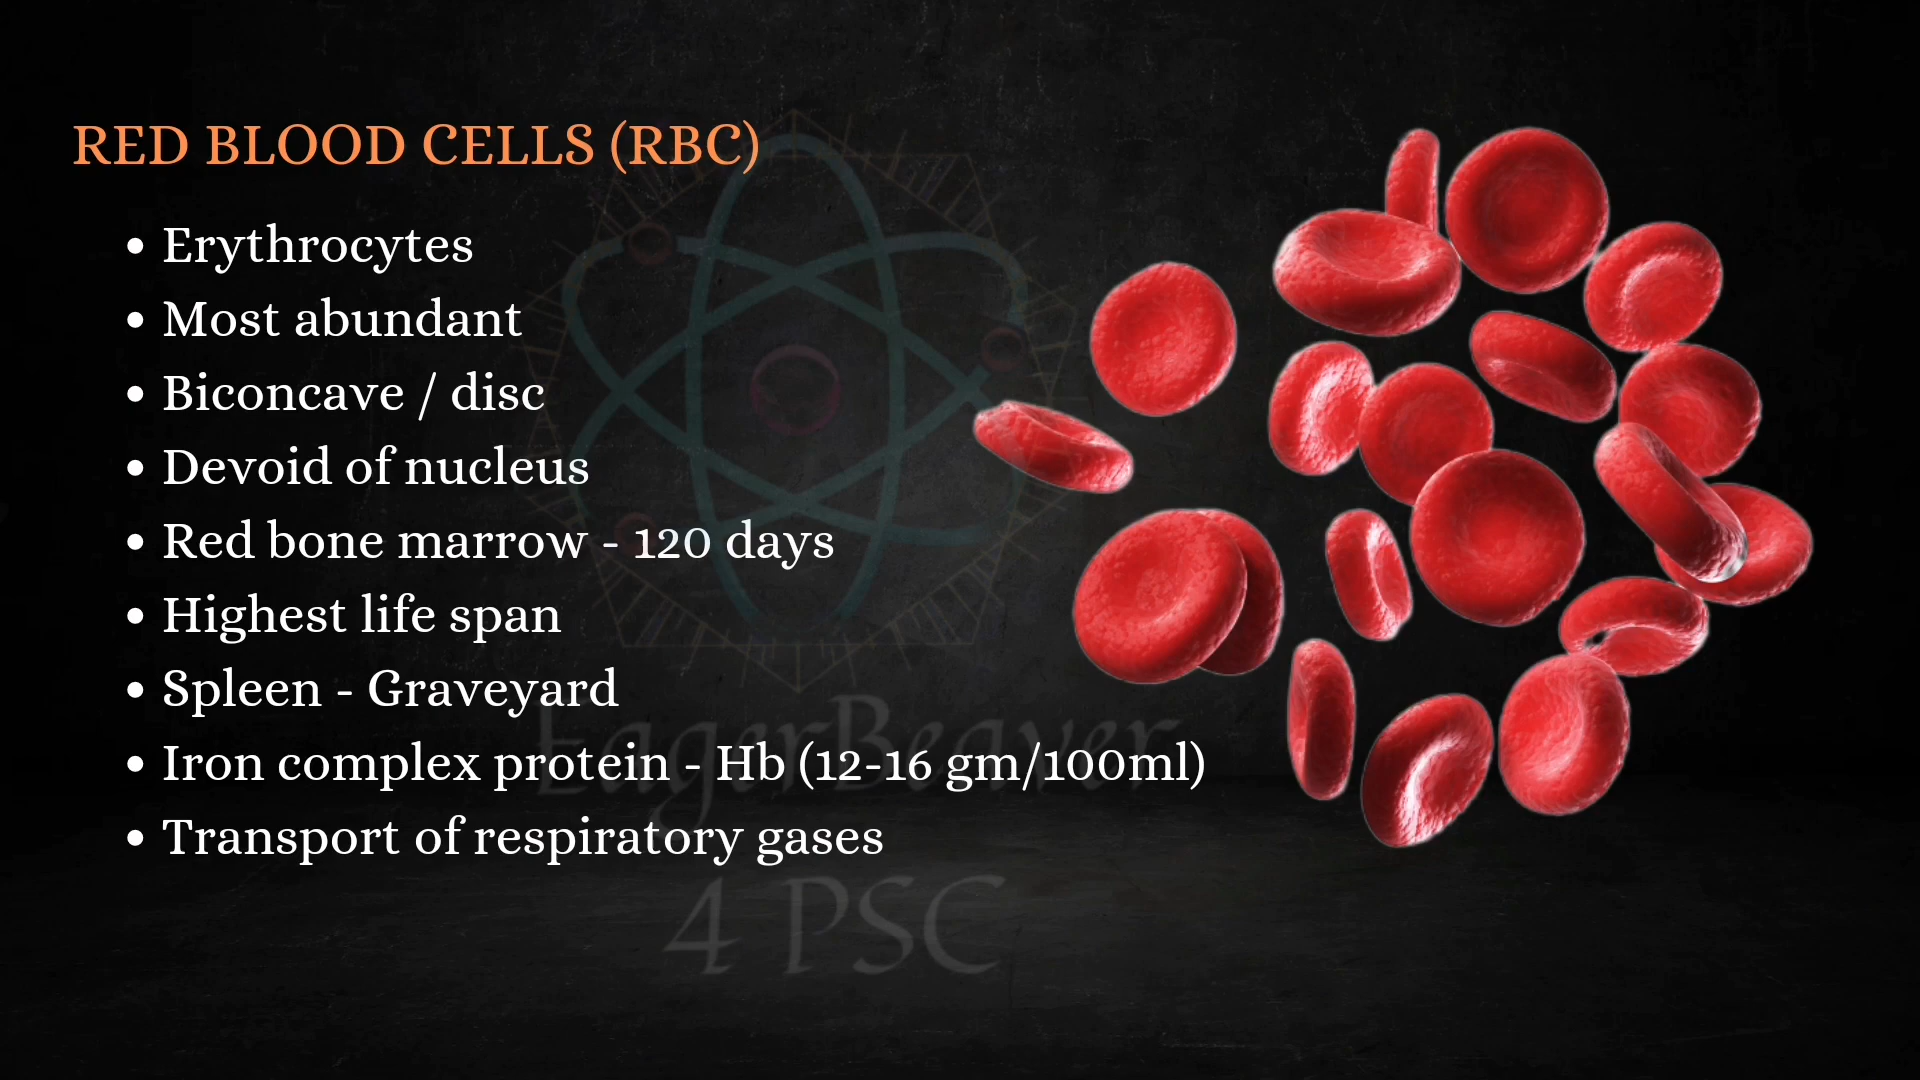 RED BLOOD CELLS (RBC)
• Erythrocytes
• Most abundant
• Biconcave / disc
• Devoid of nucleus
• Red bone marrow - 120 days
• Highest life span
• Spleen - Graveyard
• Iron complex protein - Hb (12-16 gm/100ml)
• Transport of respiratory gases
EagerBeaver
4 PSC